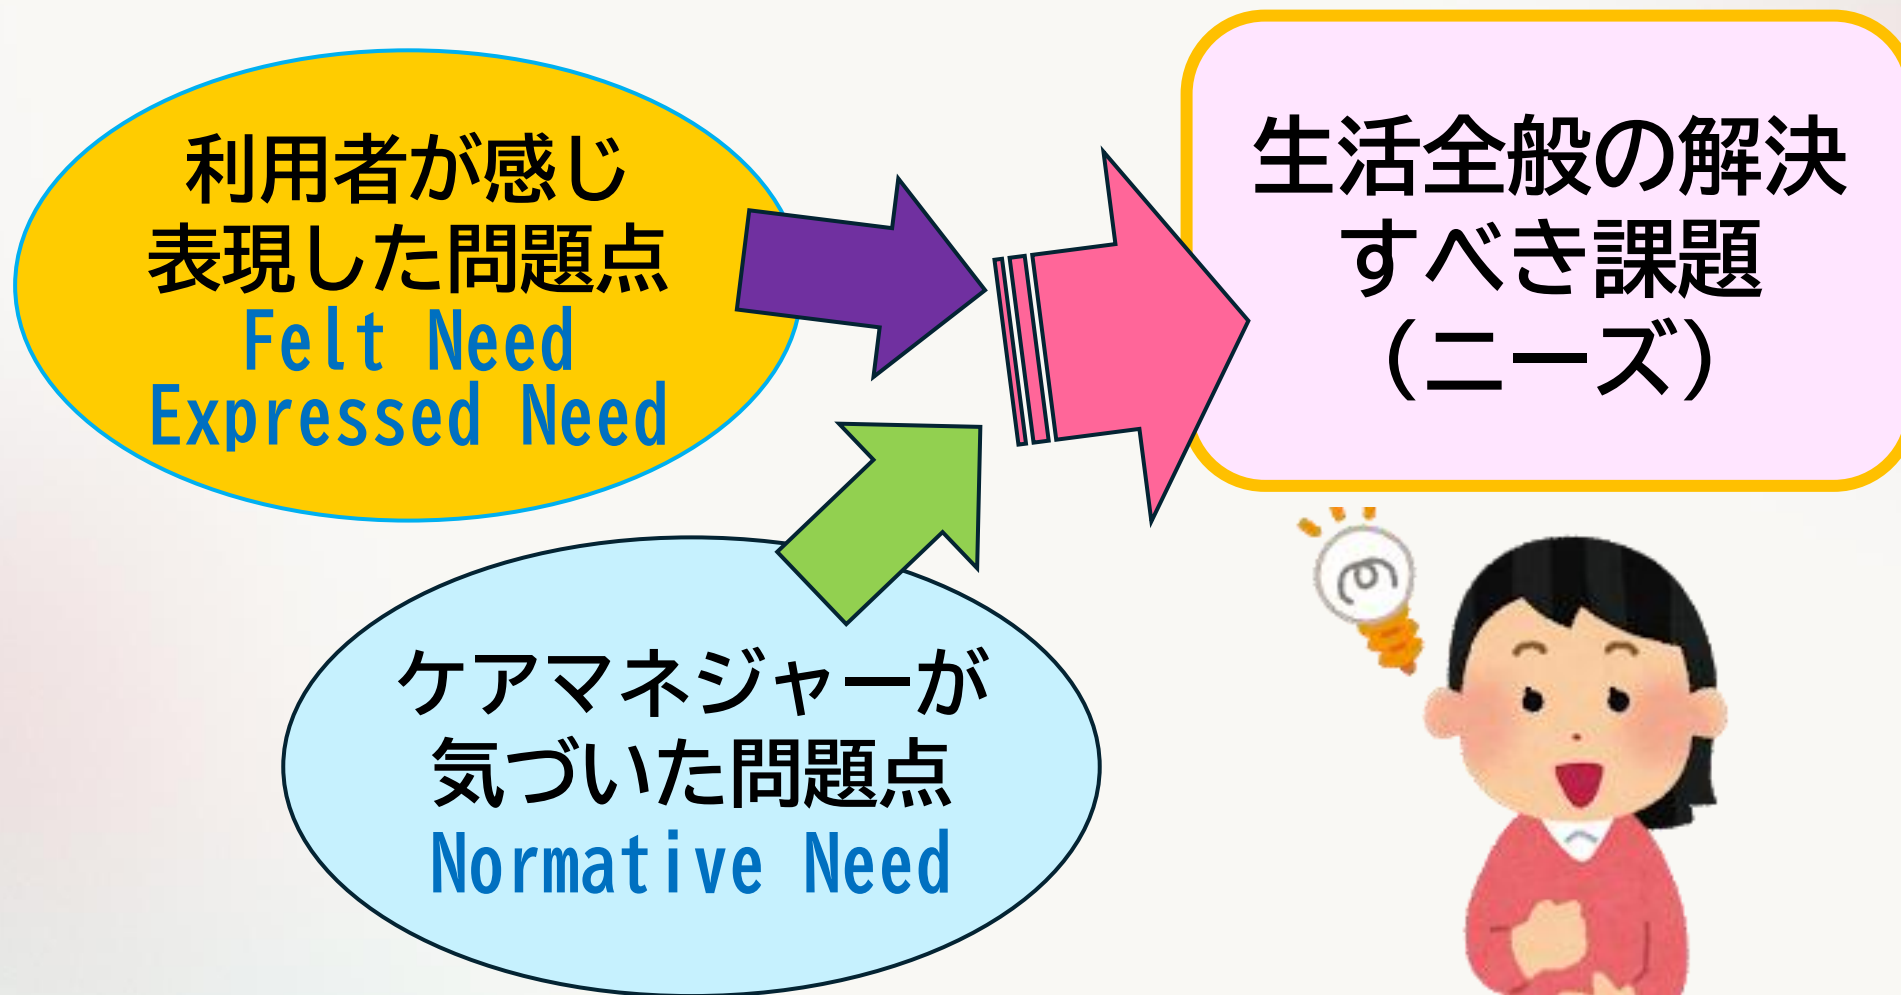 利用者が感じ
表現した問題点
Felt Need
Expressed Need
生活全般の解決
すべき課題
（ニーズ）
ケアマネジャーが
気づいた問題点
Normative Need